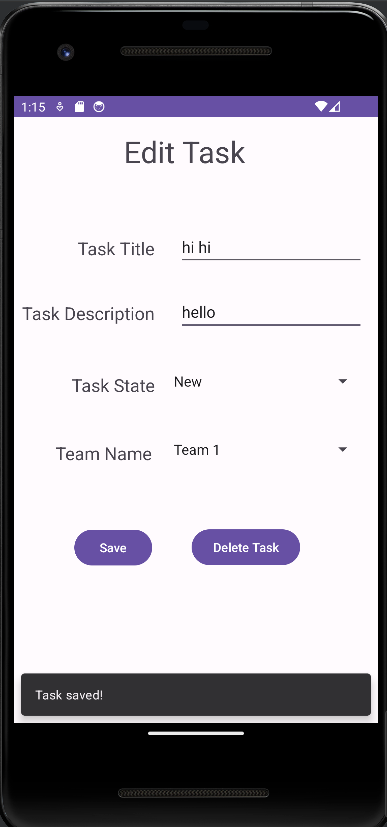 1:15
Edit Task
Task Title hi hi
Task Description hello
Task State New
Team Name Team 1
Save Delete Task
Task saved!